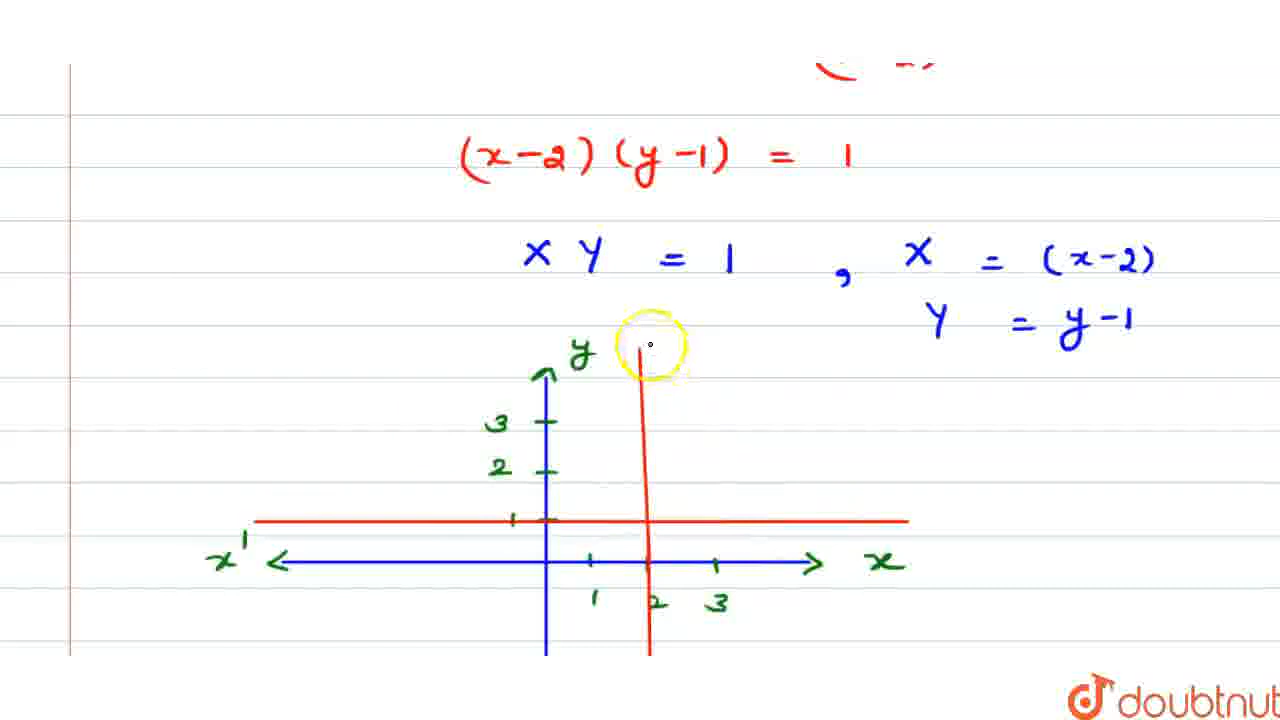 (x-2) (y-1) = 1
X Y = 1 , X = (x-2)
Y = y-1
y
3
2
1
x' x
1 2 3
doubtnut